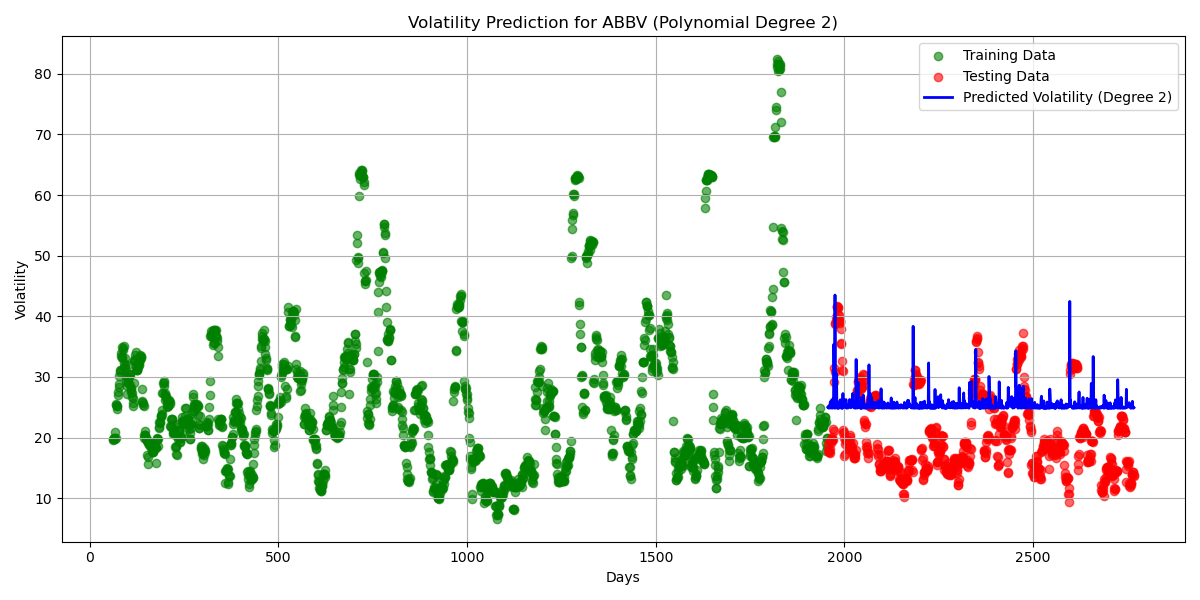 Volatility Prediction for ABBV (Polynomial Degree 2)
Training Data
Testing Data
Predicted Volatility (Degree 2)
Volatility
80
70
60
50
40
30
20
10
0 500 1000 1500 2000 2500
Days